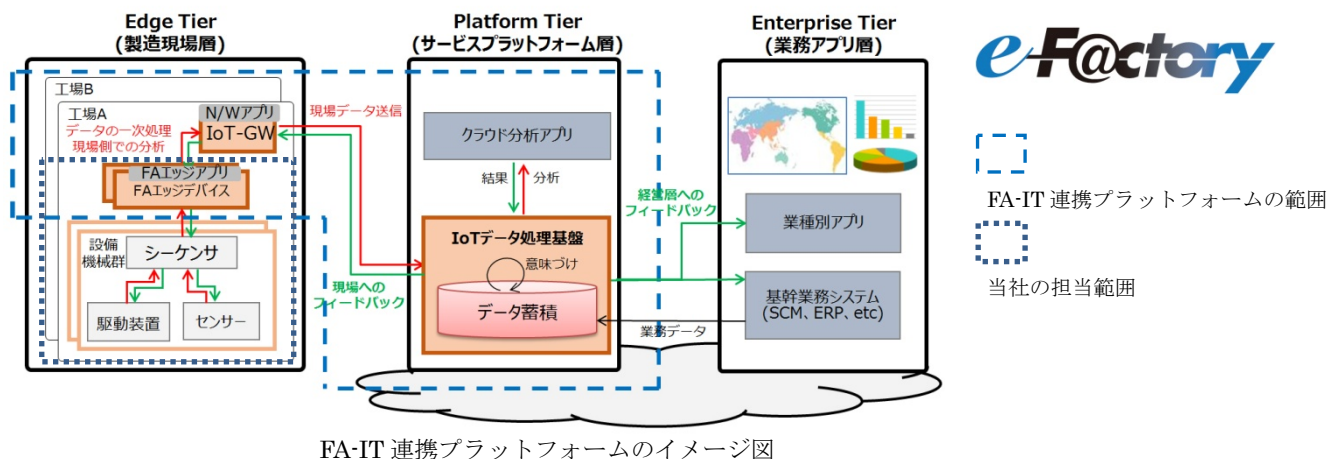 Edge Tier
(製造現場層)
工場B
工場A
N/Wアプリ
IoT-GW
データの一次処理
現場側での分析
FAエッジアプリ
FAエッジデバイス
設備
機械群
シーケンサ
駆動装置
センサー
現場データ送信
現場への
フィードバック
Platform Tier
(サービスプラットフォーム層)
クラウド分析アプリ
結果
分析
IoTデータ処理基盤
意味づけ
データ蓄積
経営層への
フィードバック
業務データ
Enterprise Tier
(業務アプリ層)
業種別アプリ
基幹業務システム
(SCM、ERP、etc)
e-F@ctory
FA-IT 連携プラットフォームの範囲
当社の担当範囲
FA-IT 連携プラットフォームのイメージ図